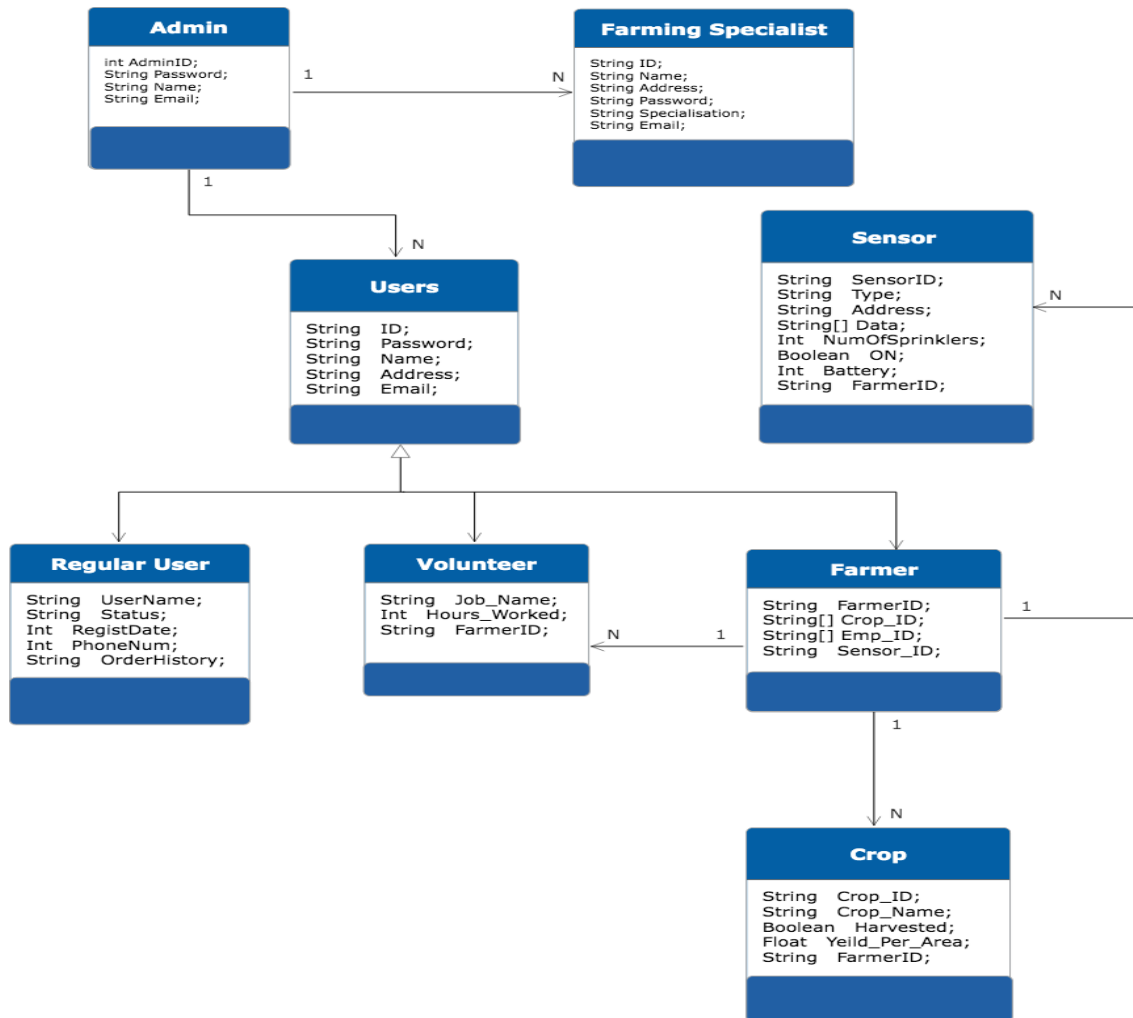 Admin
int AdminID;
String Password;
String Name;
String Email;
1
N
Farming Specialist
String ID;
String Name;
String Address;
String Password;
String Specialisation;
String Email;
1
N
Users
String ID;
String Password;
String Name;
String Address;
String Email;
Sensor
String SensorID;
String Type;
String Address;
String[] Data;
Int NumOfSprinklers;
Boolean ON;
Int Battery;
String FarmerID;
N
Regular User
String UserName;
String Status;
Int RegistDate;
Int PhoneNum;
String OrderHistory;
Volunteer
String Job_Name;
Int Hours_Worked;
String FarmerID;
N
1
Farmer
String FarmerID;
String[] Crop_ID;
String[] Emp_ID;
String Sensor_ID;
1
1
N
Crop
String Crop_ID;
String Crop_Name;
Boolean Harvested;
Float Yeild_Per_Area;
String FarmerID;